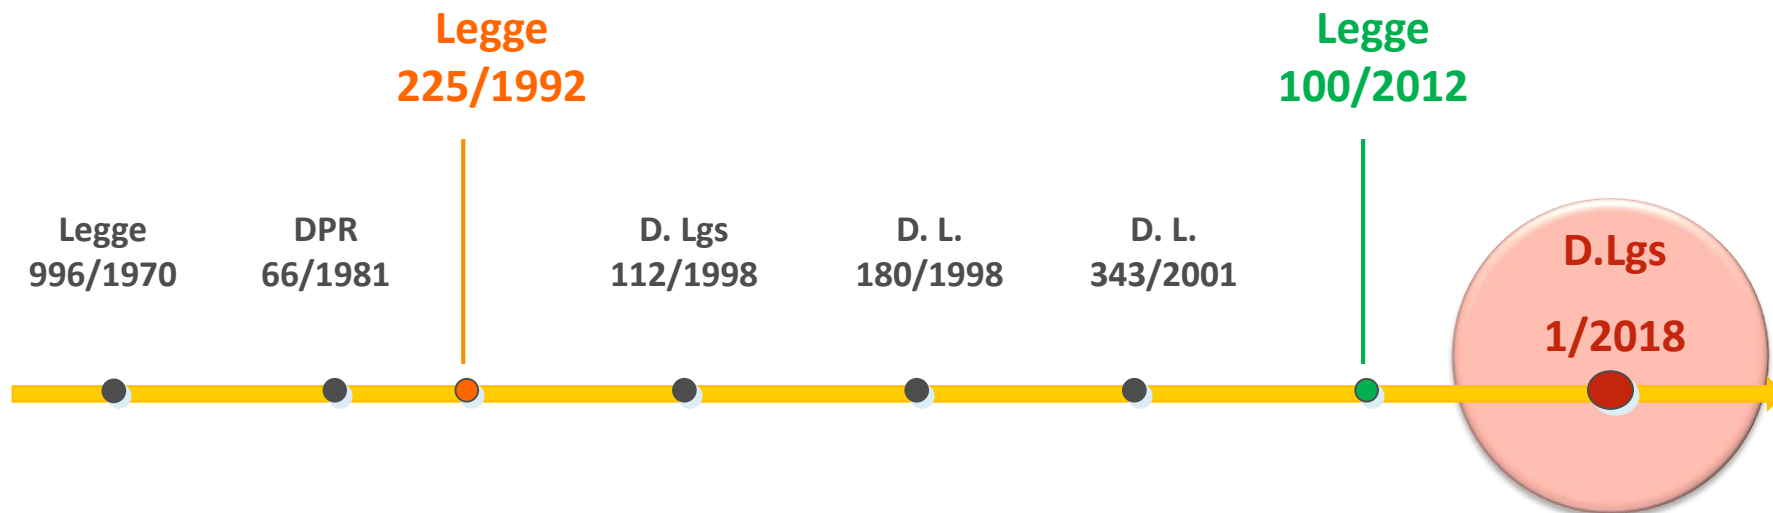 Legge
225/1992
Legge
100/2012
Legge
996/1970
DPR
66/1981
D. Lgs
112/1998
D. L.
180/1998
D. L.
343/2001
D.Lgs
1/2018